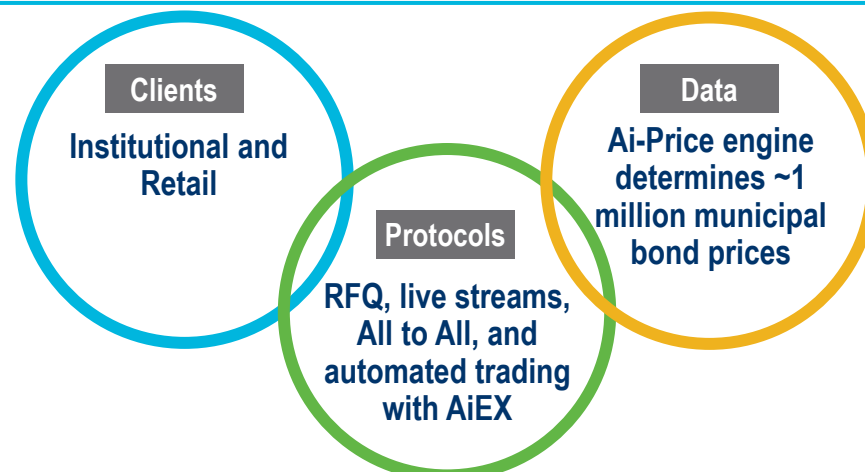 Clients
Institutional and
Retail
Protocols
RFQ, live streams,
All to All, and
automated trading
with AiEX
Data
Ai-Price engine
determines ~1
million municipal
bond prices